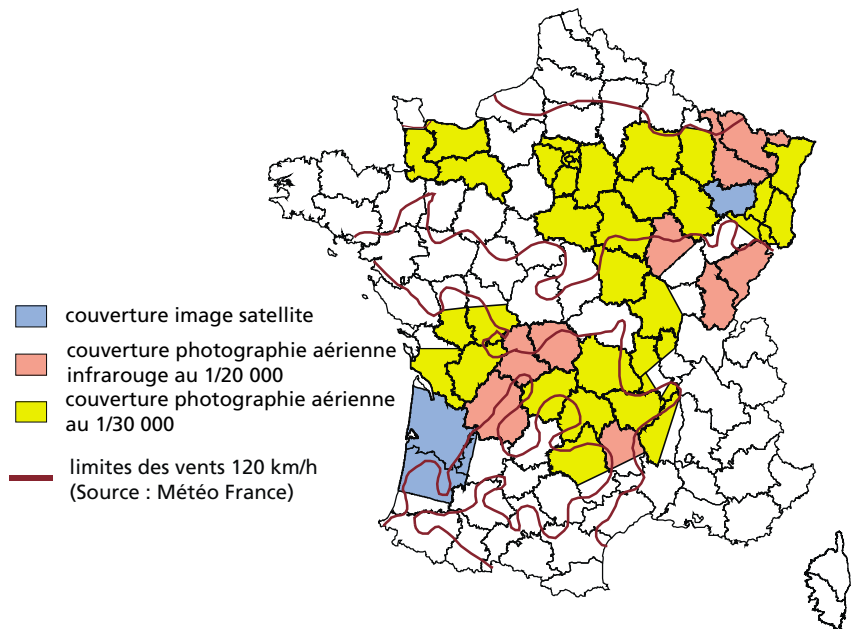 couverture image satellite
couverture photographie aérienne
infrarouge au 1/20 000
couverture photographie aérienne
au 1/30 000
limites des vents 120 km/h
(Source : Météo France)